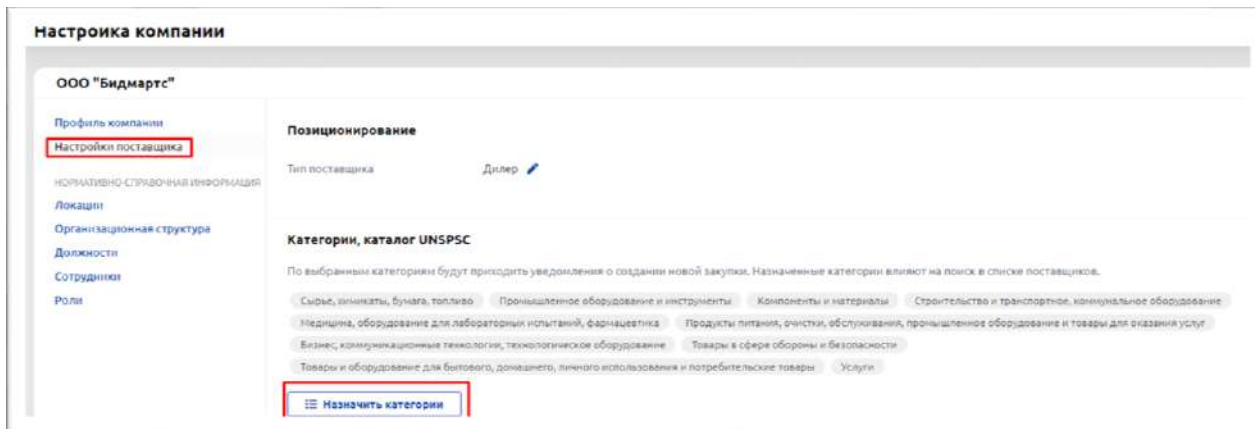 Настройка компании
ООО "Бидмартс"
Профиль компании
Настройки поставщика
НОРМАТИВНО-СПРАВОЧНАЯ ИНФОРМАЦИЯ
Локации
Организационная структура
Должности
Сотрудники
Роли
Позиционирование
Тип поставщика Дилер
Категории, каталог UNSPSC
По выбранным категориям будут приходить уведомления о создании новой закупки. Назначенные категории влияют на поиск в списке поставщиков.
Сырье, химикаты, бумага, топливо Промышленное оборудование и инструменты Компоненты и материалы Строительство и транспортное, коммунальное оборудование
Медицина, оборудование для лабораторных испытаний, фармацевтика Продукты питания, очистки, обслуживания, промышленное оборудование и товары для оказания услуг
Бизнес, коммуникационные технологии, технологическое оборудование Товары в сфере обороны и безопасности
Товары и оборудование для бытового, домашнего, личного использования и потребительские товары Услуги
Назначить категории